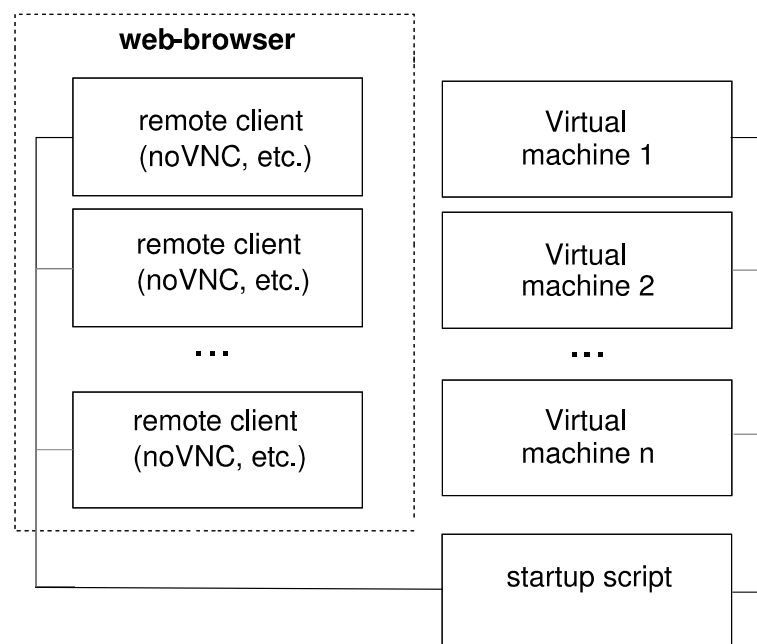 web-browser
remote client
(noVNC, etc.)
Virtual
machine 1
remote client
(noVNC, etc.)
Virtual
machine 2
...
...
remote client
(noVNC, etc.)
Virtual
machine n
startup script